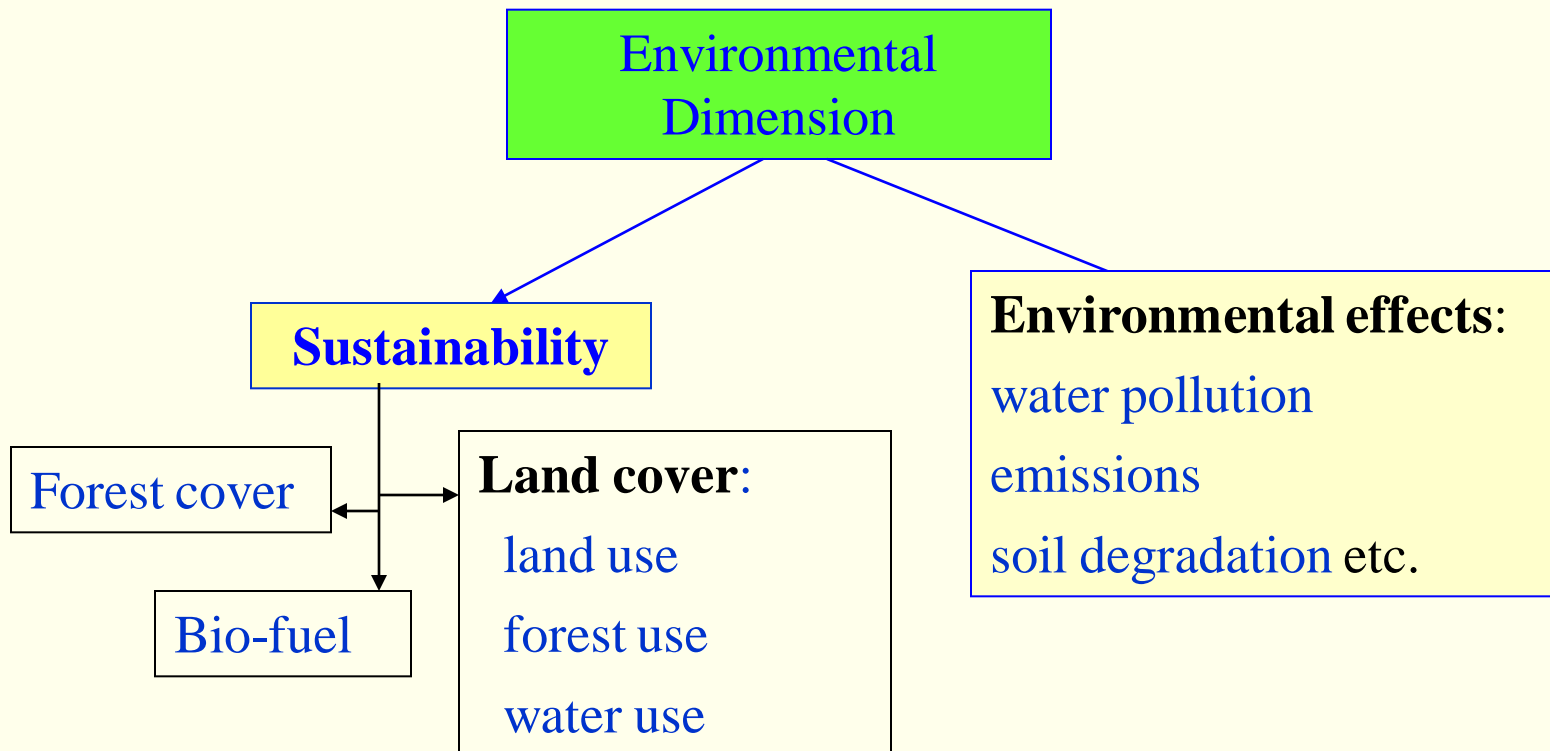 Environmental
Dimension
Sustainability
Environmental effects:
water pollution
emissions
soil degradation etc.
Forest cover
Bio-fuel
Land cover:
land use
forest use
water use